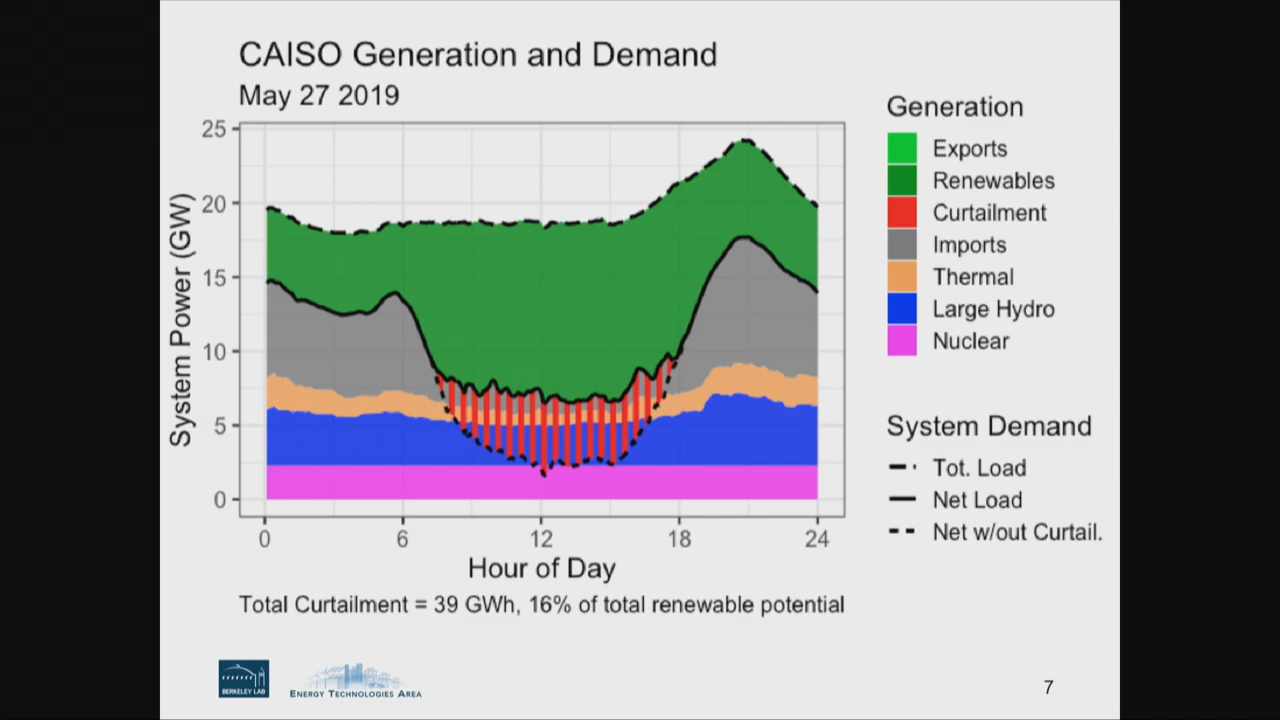 CAISO Generation and Demand
May 27 2019
System Power (GW)
25
20
15
10
5
0
0 6 12 18 24
Hour of Day
Total Curtailment = 39 GWh, 16% of total renewable potential
Generation
Exports
Renewables
Curtailment
Imports
Thermal
Large Hydro
Nuclear
System Demand
Tot. Load
Net Load
Net w/out Curtail.
BERKELEY LAB
ENERGY TECHNOLOGIES AREA
7